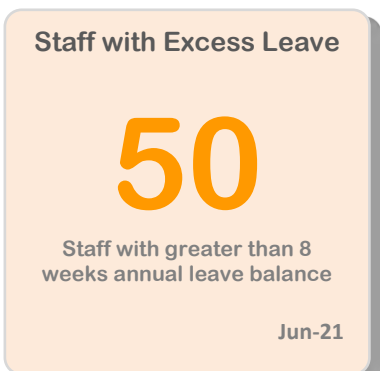 Staff with Excess Leave
50
Staff with greater than 8
weeks annual leave balance
Jun-21